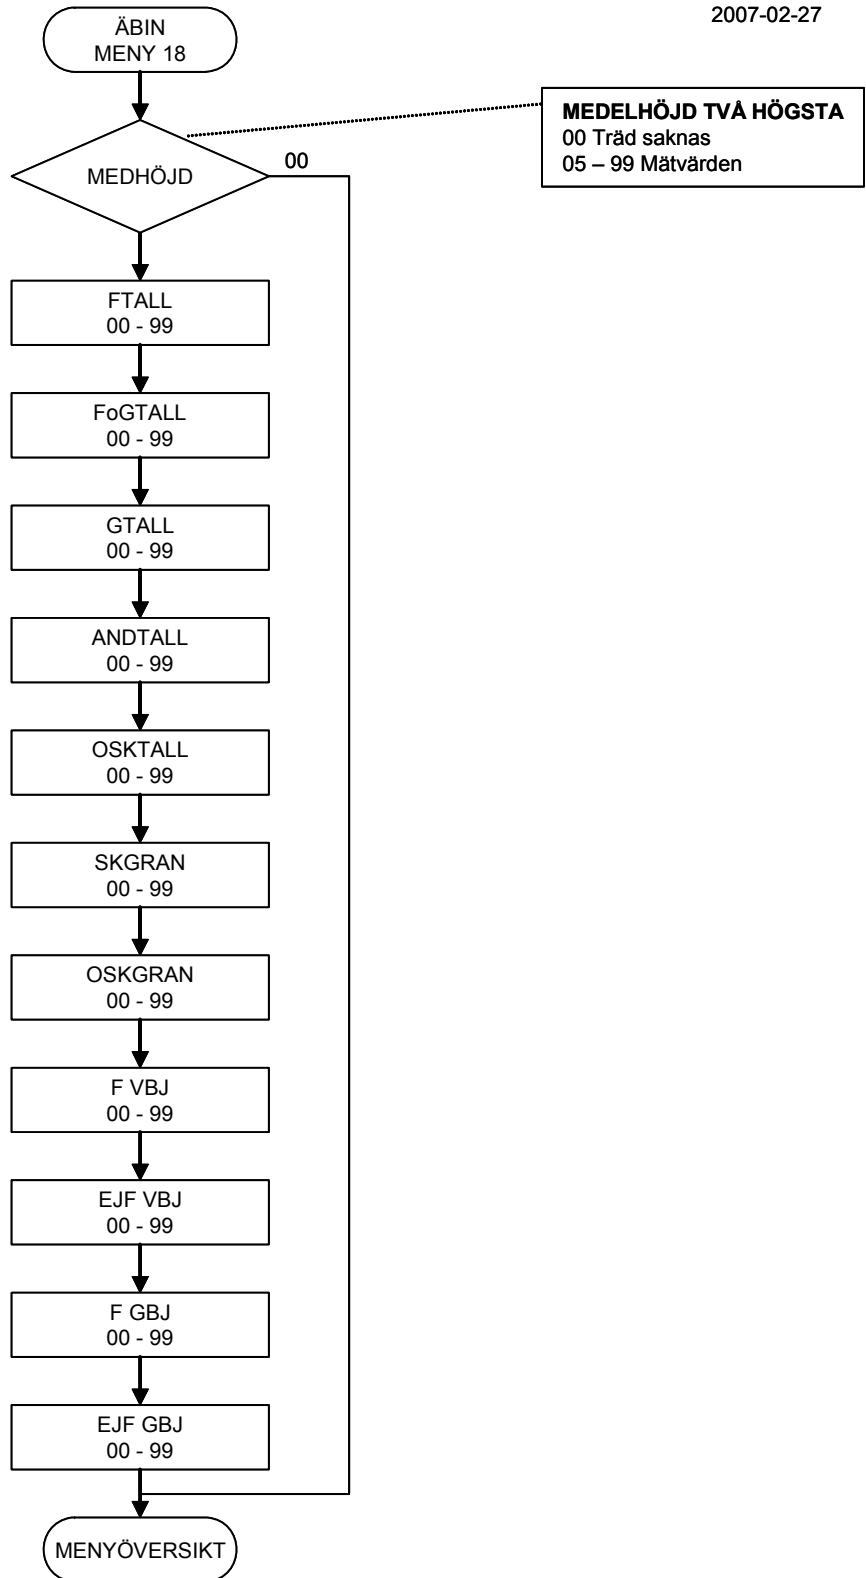 2007-02-27
ÄBIN
MENY 18
MEDELHÖJD TVÅ HÖGSTA
00 Träd saknas
05 – 99 Mätvärden
MEDHÖJD
00
FTALL
00 - 99
FoGTALL
00 - 99
GTALL
00 - 99
ANDTALL
00 - 99
OSKTALL
00 - 99
SKGRAN
00 - 99
OSKGRAN
00 - 99
F VBJ
00 - 99
EJF VBJ
00 - 99
F GBJ
00 - 99
EJF GBJ
00 - 99
MENYÖVERSIKT